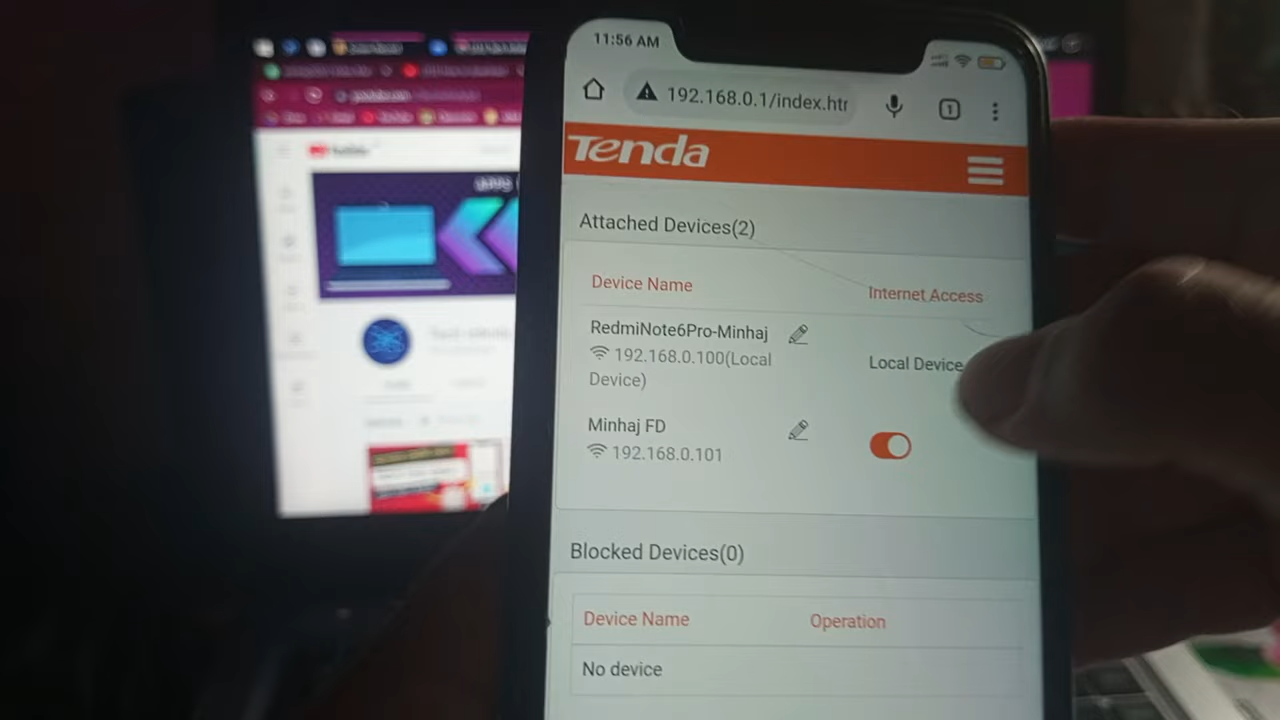 11:56 AM
192.168.0.1/index.htr
1
Tenda
Attached Devices(2)
Device Name
Internet Access
RedmiNote6Pro-Minhaj
192.168.0.100(Local
Device)
Local Device
Minhaj FD
192.168.0.101
Blocked Devices(0)
Device Name
Operation
No device